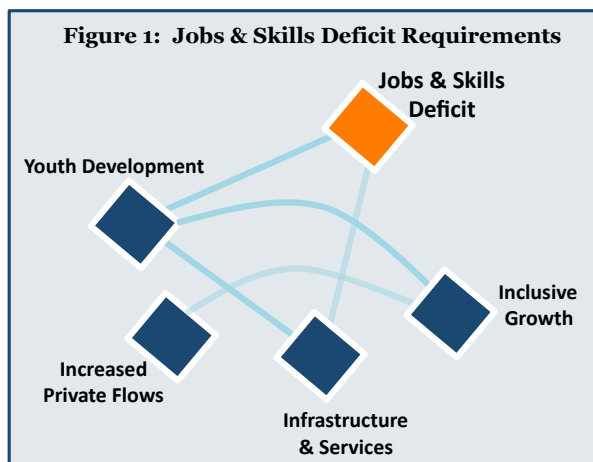 Figure 1: Jobs & Skills Deficit Requirements
Jobs & Skills
Deficit
Youth Development
Inclusive
Growth
Increased
Private Flows
Infrastructure
& Services